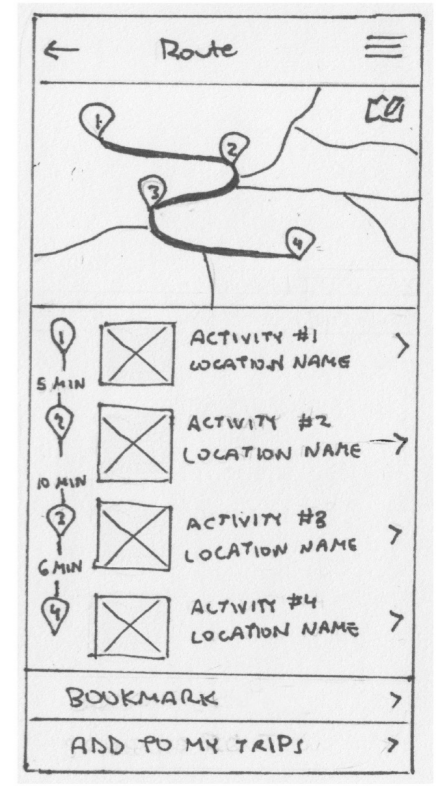 Route
1
2
3
4
1
ACTIVITY #1
LOCATION NAME
5 MIN
2
ACTIVITY #2
LOCATION NAME
10 MIN
3
ACTIVITY #3
LOCATION NAME
6 MIN
4
ACTIVITY #4
LOCATION NAME
BOOKMARK
ADD TO MY TRIPS